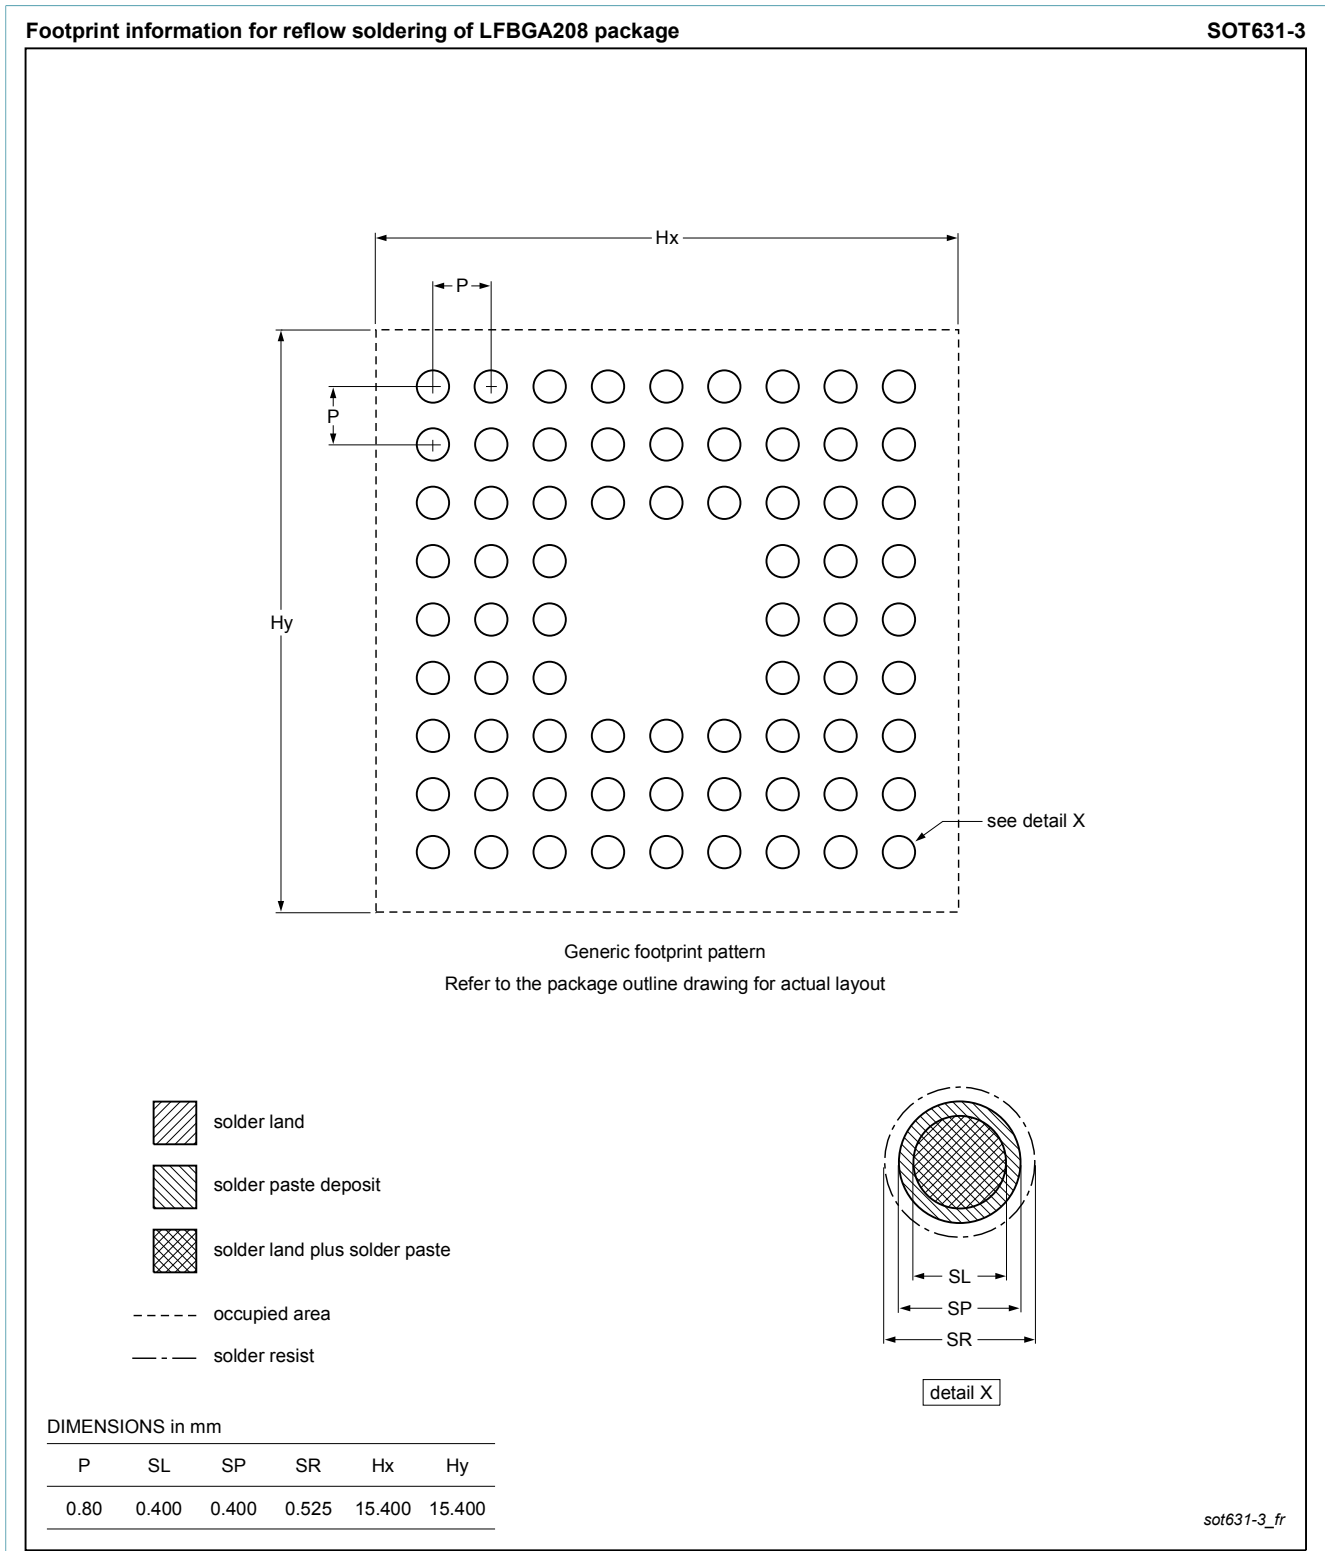 Footprint information for reflow soldering of LFBGA208 package SOT631-3
Hx
P
P
Hy
see detail X
Generic footprint pattern
Refer to the package outline drawing for actual layout
solder land
solder paste deposit
solder land plus solder paste
occupied area
solder resist
SL
SP
SR
detail X
DIMENSIONS in mm
P SL SP SR Hx Hy
0.80 0.400 0.400 0.525 15.400 15.400
sot631-3_fr